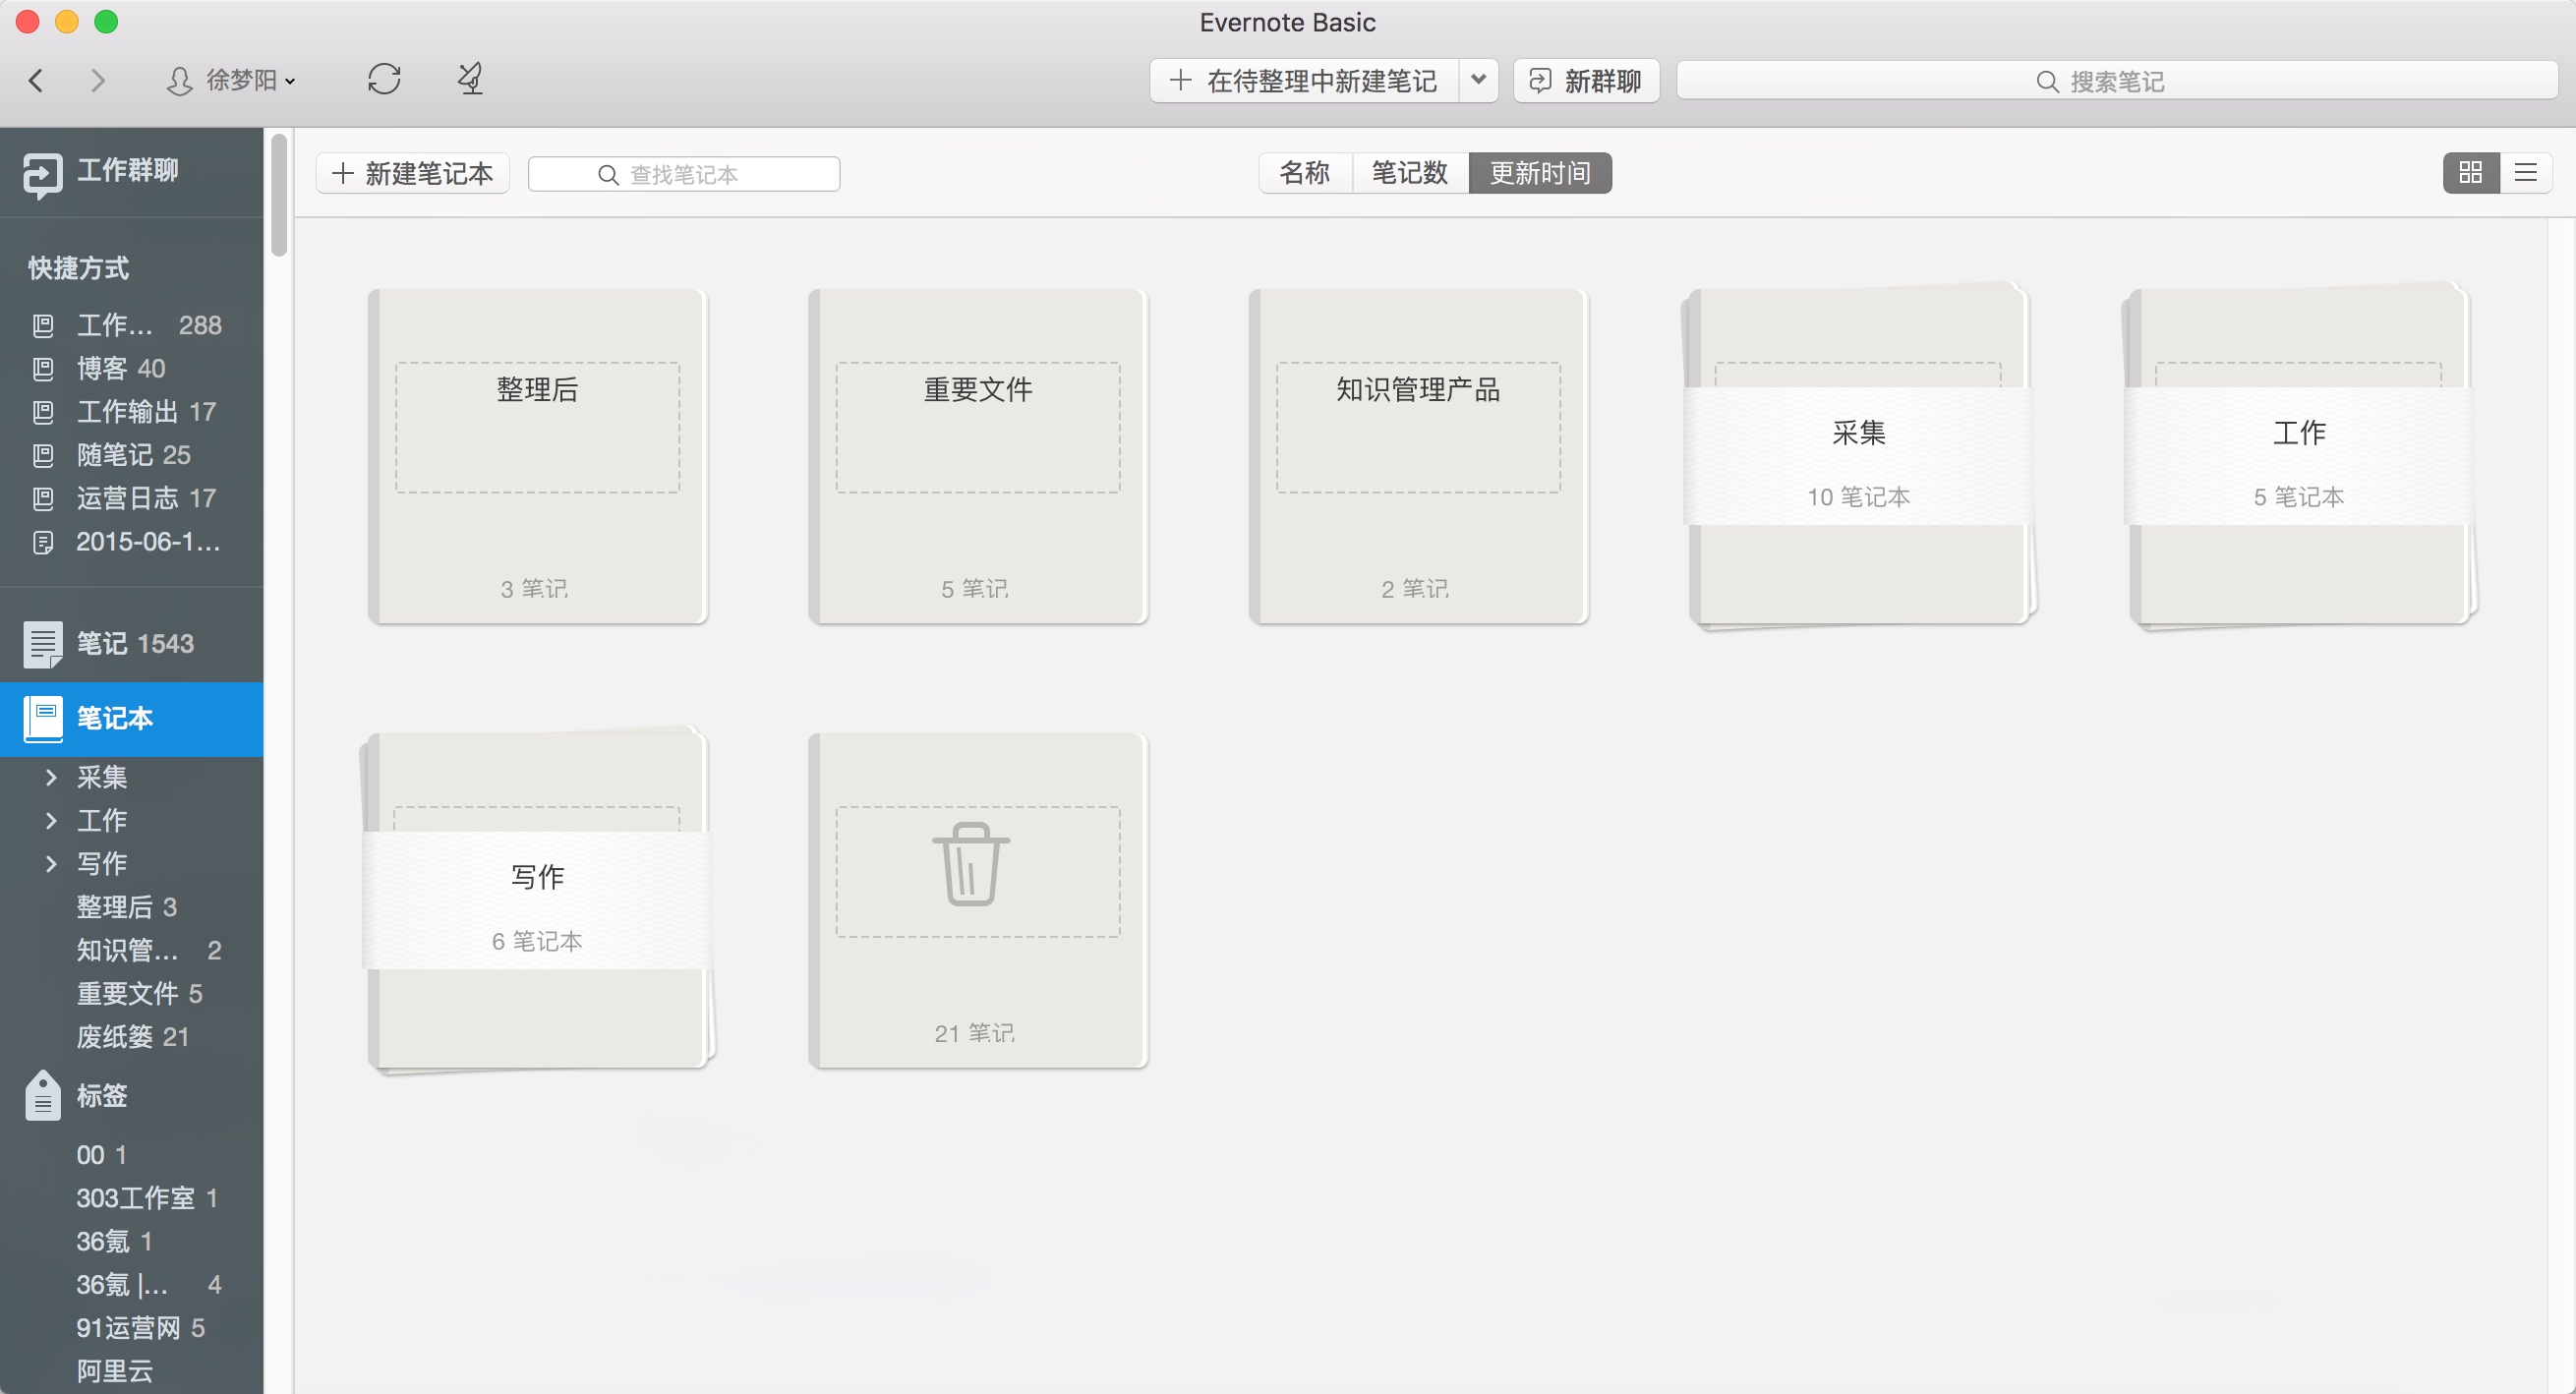 Evernote Basic
徐梦阳
在待整理中新建笔记
新群聊
搜索笔记
工作群聊
快捷方式
工作... 288
博客 40
工作输出 17
随笔记 25
运营日志 17
2015-06-1...
笔记 1543
笔记本
采集
工作
写作
整理后 3
知识管... 2
重要文件 5
废纸篓 21
标签
00 1
303工作室 1
36氪 1
36氪 |... 4
91运营网 5
阿里云
新建笔记本
查找笔记本
名称
笔记数
更新时间
整理后
3 笔记
重要文件
5 笔记
知识管理产品
2 笔记
采集
10 笔记本
工作
5 笔记本
写作
6 笔记本
21 笔记